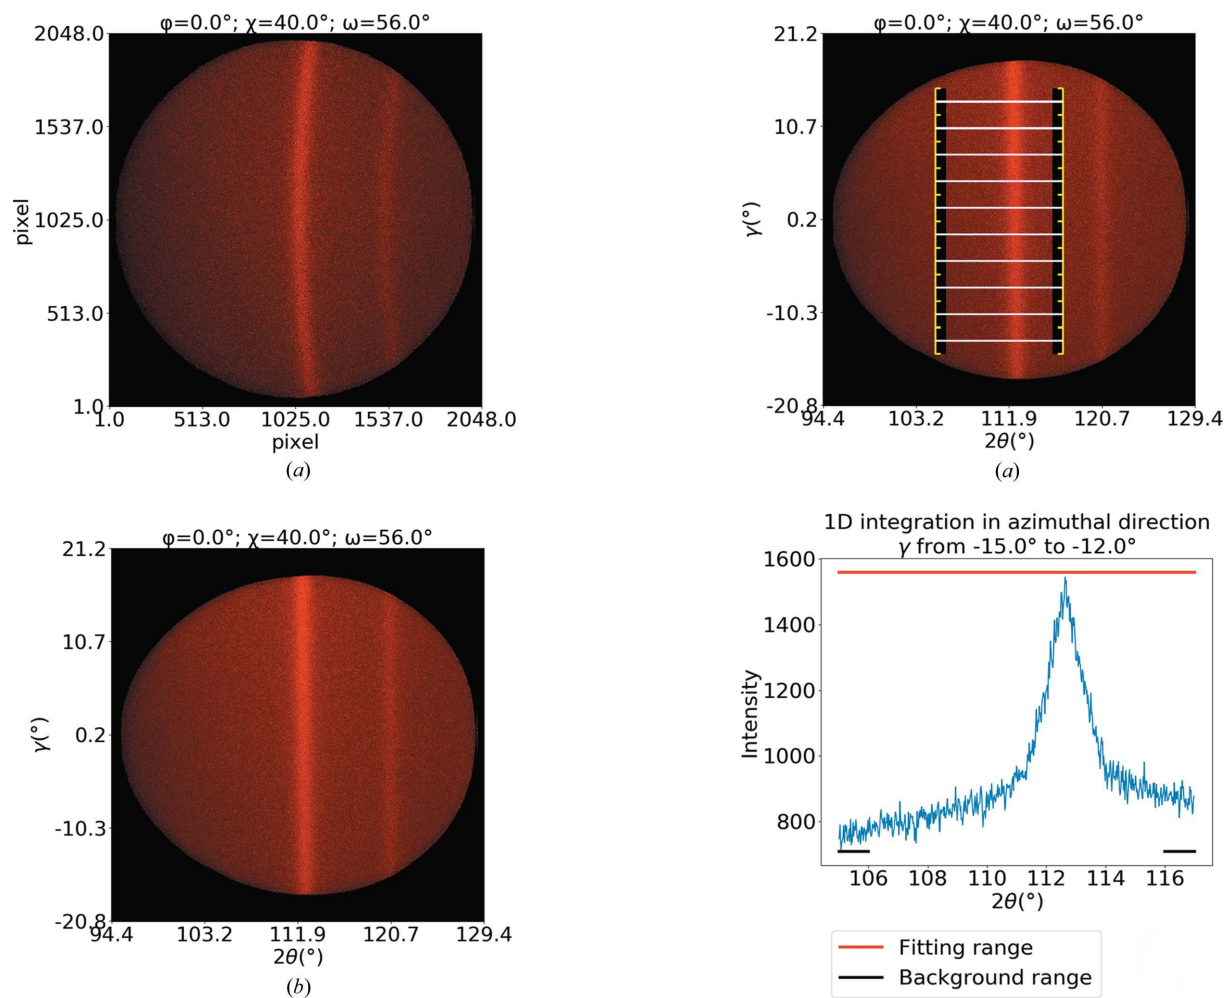 φ=0.0°; χ=40.0°; ω=56.0°
2048.0
1537.0
1025.0
513.0
1.0
pixel
1.0 513.0 1025.0 1537.0 2048.0
pixel
(a)
φ=0.0°; χ=40.0°; ω=56.0°
21.2
10.7
0.2
-10.3
-20.8
γ(°)
94.4 103.2 111.9 120.7 129.4
2θ(°)
(a)
φ=0.0°; χ=40.0°; ω=56.0°
21.2
10.7
0.2
-10.3
-20.8
γ(°)
94.4 103.2 111.9 120.7 129.4
2θ(°)
(b)
1D integration in azimuthal direction
γ from -15.0° to -12.0°
1600
1400
1200
1000
800
Intensity
106 108 110 112 114 116
2θ(°)
Fitting range
Background range